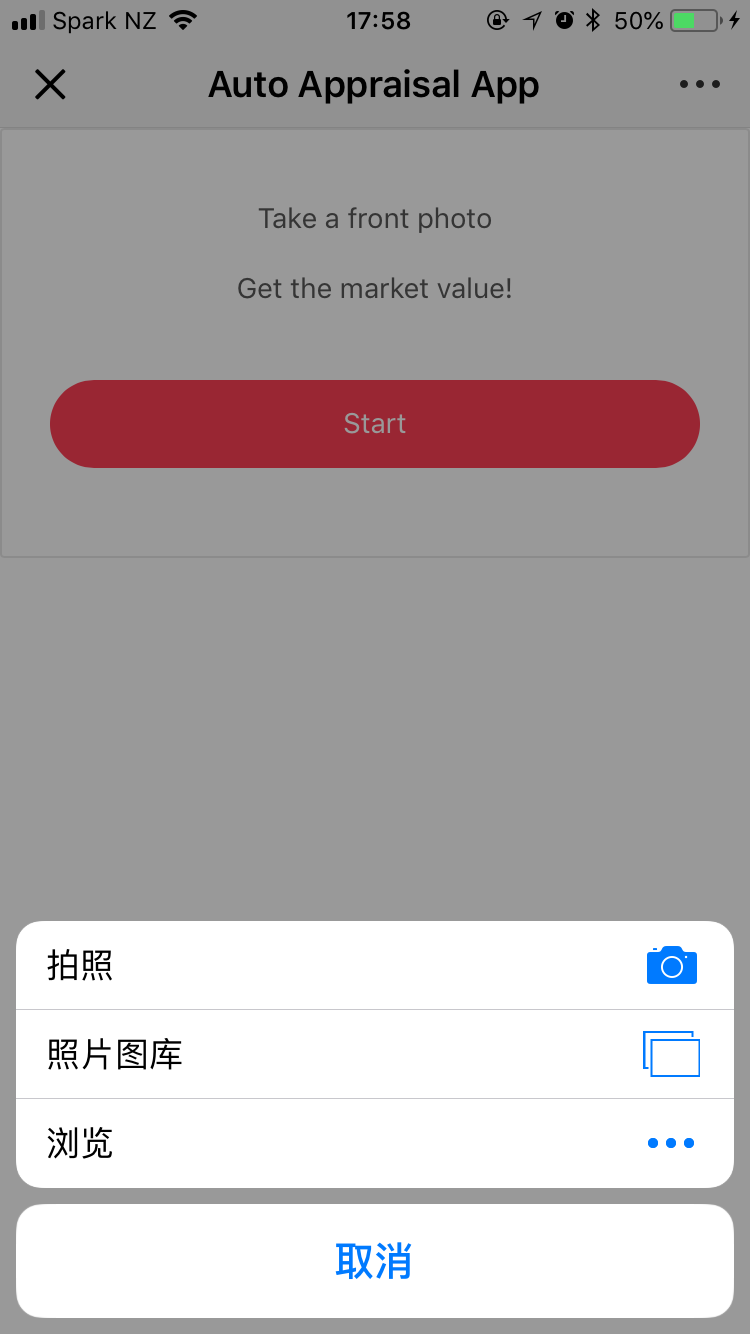 Spark NZ 17:58 50%
Auto Appraisal App
Take a front photo
Get the market value!
Start
拍照
照片图库
浏览
取消